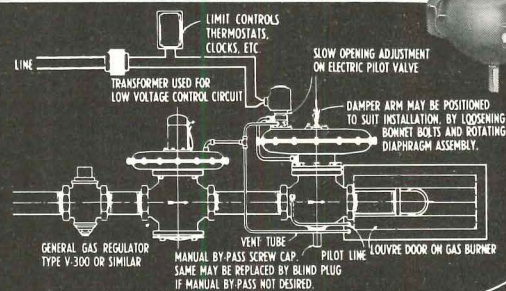 LIMIT CONTROLS
THERMOSTATS,
CLOCKS, ETC.
SLOW OPENING ADJUSTMENT
ON ELECTRIC PILOT VALVE
LINE
TRANSFORMER USED FOR
LOW VOLTAGE CONTROL CIRCUIT
DAMPER ARM MAY BE POSITIONED
TO SUIT INSTALLATION, BY LOOSENING
BONNET BOLTS AND ROTATING
DIAPHRAGM ASSEMBLY.
GENERAL GAS REGULATOR
TYPE V-300 OR SIMILAR
VENT TUBE
MANUAL BY-PASS SCREW CAP.
SAME MAY BE REPLACED BY BLIND PLUG
IF MANUAL BY-PASS NOT DESIRED.
PILOT LINE
LOUVRE DOOR ON GAS BURNER